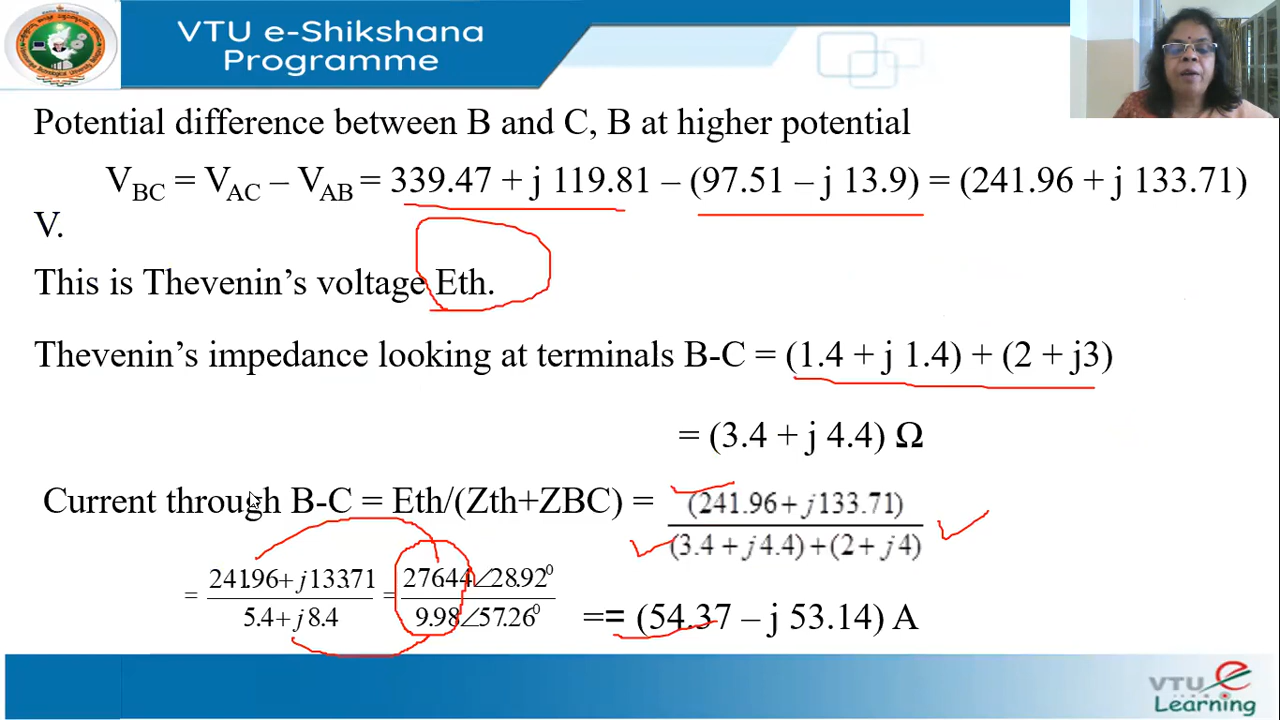 VTU e-Shikshana
Programme
Potential difference between B and C, B at higher potential
VBC = VAC – VAB = 339.47 + j 119.81 – (97.51 – j 13.9) = (241.96 + j 133.71)
V.
This is Thevenin's voltage Eth.
Thevenin's impedance looking at terminals B-C = (1.4 + j 1.4) + (2 + j3)
= (3.4 + j 4.4) Ω
Current through B-C = Eth/(Zth+ZBC) = (241.96+j133.71) / (3.4+j4.4)+(2+j4)
= 241.96+j133.71 / 5.4+j8.4 = 276.44∠28.92⁰ / 9.98∠57.26⁰ == (54.37 – j 53.14) A
VTU e
Learning